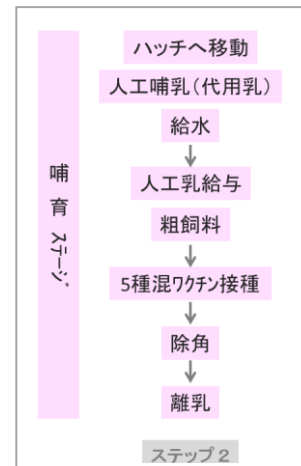 ハッチへ移動
人工哺乳(代用乳)
給水
人工乳給与
粗飼料
5種混ワクチン接種
除角
離乳
哺育ステージ
ステップ2